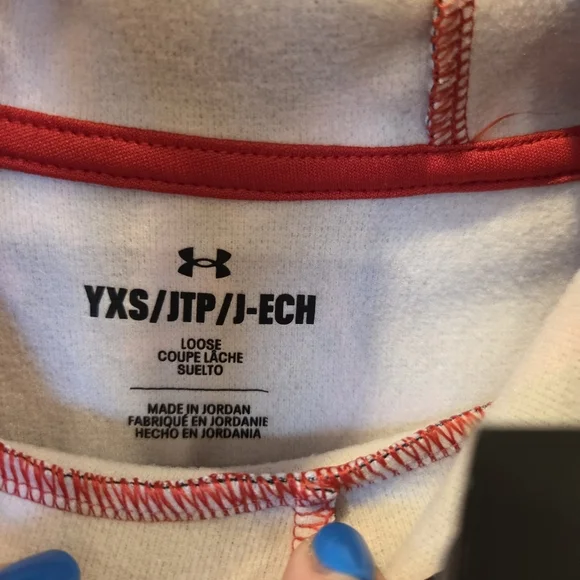 YXS/JTP/J-ECH
LOOSE
COUPE LÂCHE
SUELTO
MADE IN JORDAN
FABRIQUÉ EN JORDANIE
HECHO EN JORDANIA